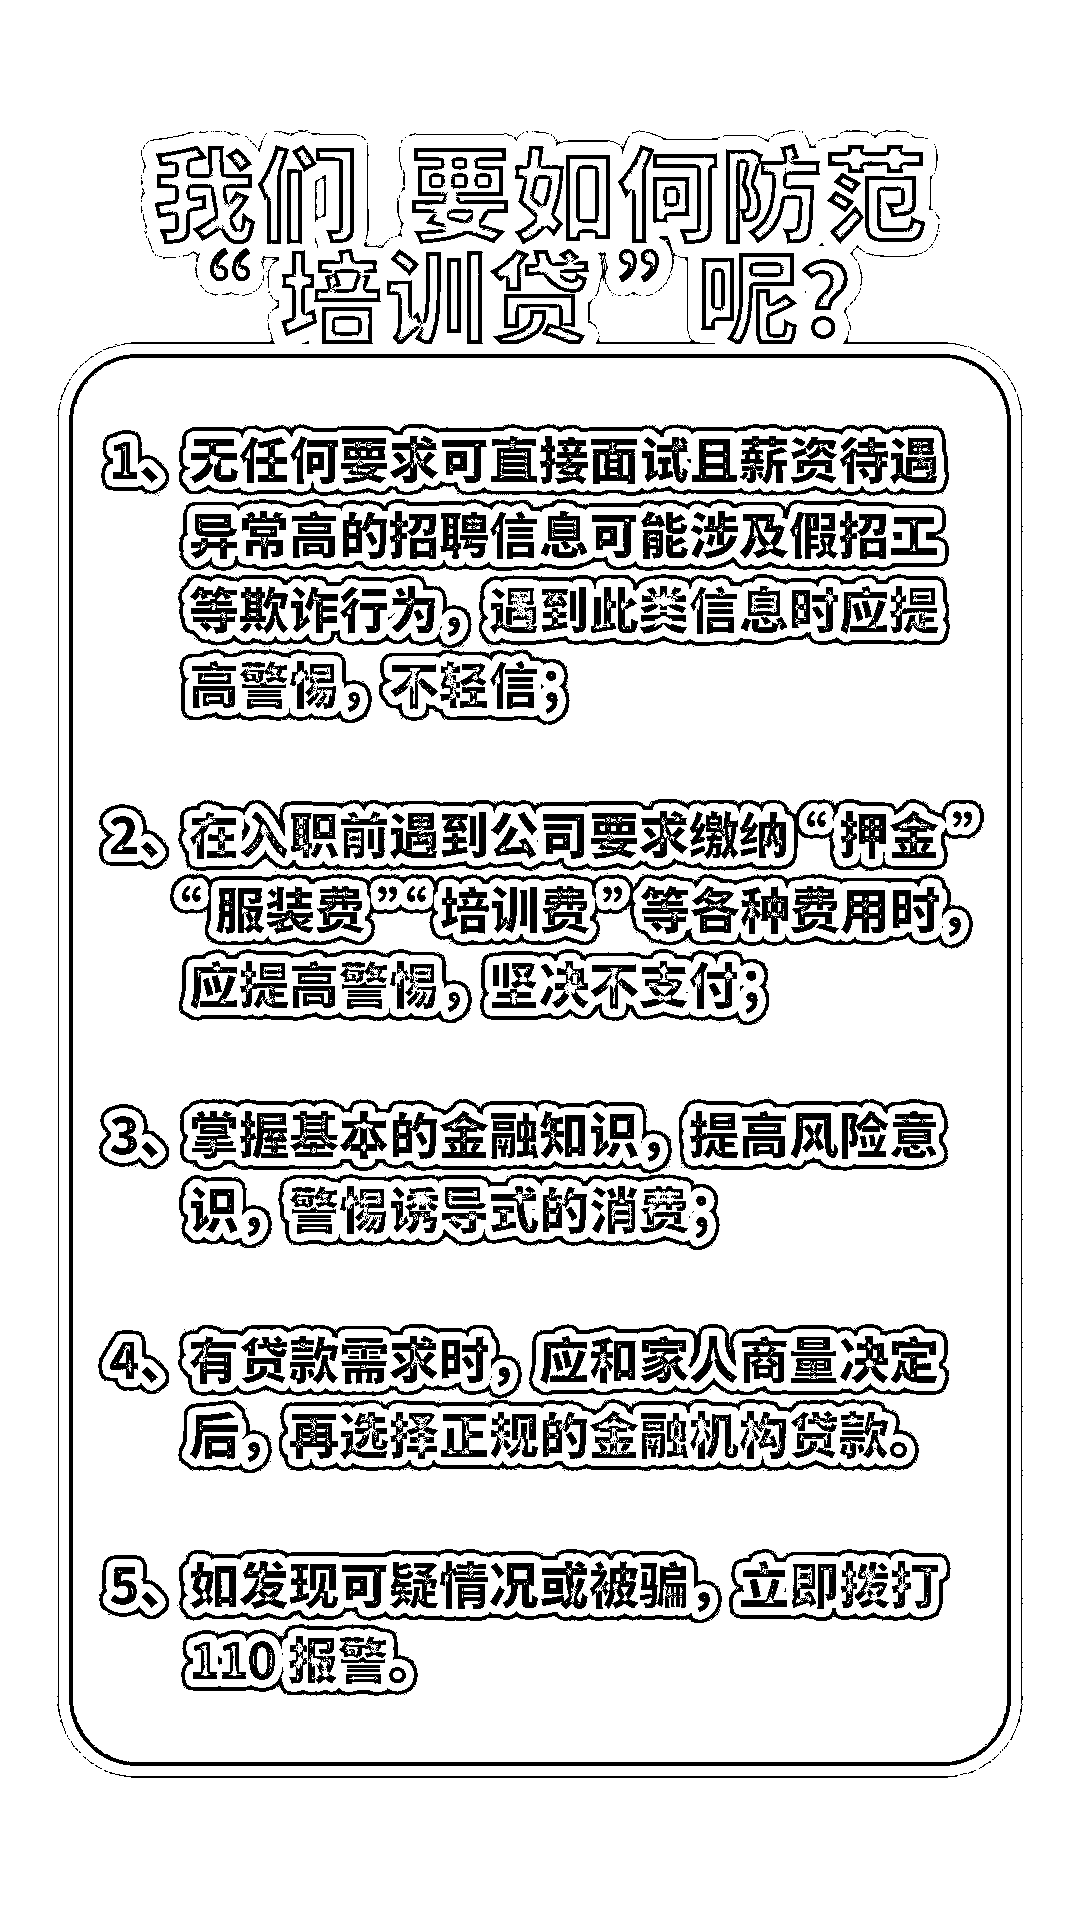 我们 要如何防范
“培训贷”呢？
1、无任何要求可直接面试且薪资待遇
异常高的招聘信息可能涉及假招工
等欺诈行为，遇到此类信息时应提
高警惕，不轻信；
2、在入职前遇到公司要求缴纳“押金”
“服装费”“培训费”等各种费用时，
应提高警惕，坚决不支付；
3、掌握基本的金融知识，提高风险意
识，警惕诱导式的消费；
4、有贷款需求时，应和家人商量决定
后，再选择正规的金融机构贷款。
5、如发现可疑情况或被骗，立即拨打
110报警。